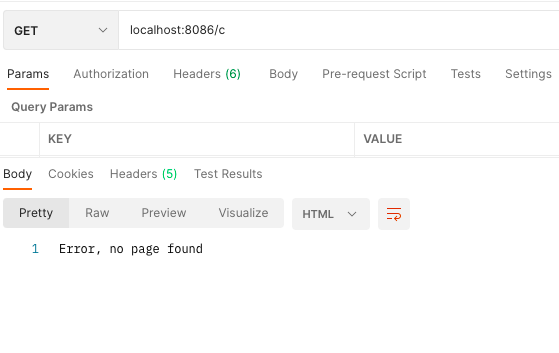 GET localhost:8086/c
Params Authorization Headers (6) Body Pre-request Script Tests Settings
Query Params
KEY VALUE
Body Cookies Headers (5) Test Results
Pretty Raw Preview Visualize HTML
1 Error, no page found